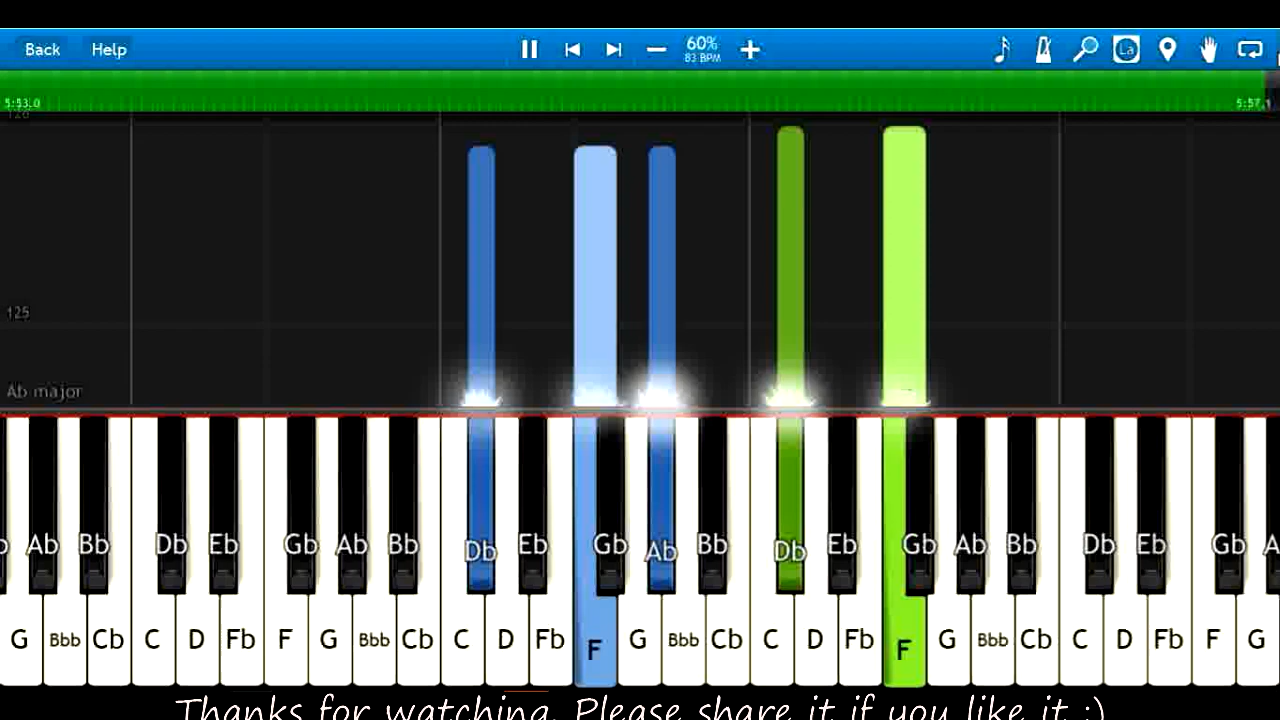 Back Help 60% La
83 BPM
5:53.0 5:57.1
126
125
Ab major
Ab Bb Db Eb Gb Ab Bb Db Eb Gb Ab Bb Db Eb Gb Ab Bb Db Eb Gb
G Bbb Cb C D Fb F G Bbb Cb C D Fb F G Bbb Cb C D Fb F G Bbb Cb C D Fb F G
Thanks for watching. Please share it if you like it :)